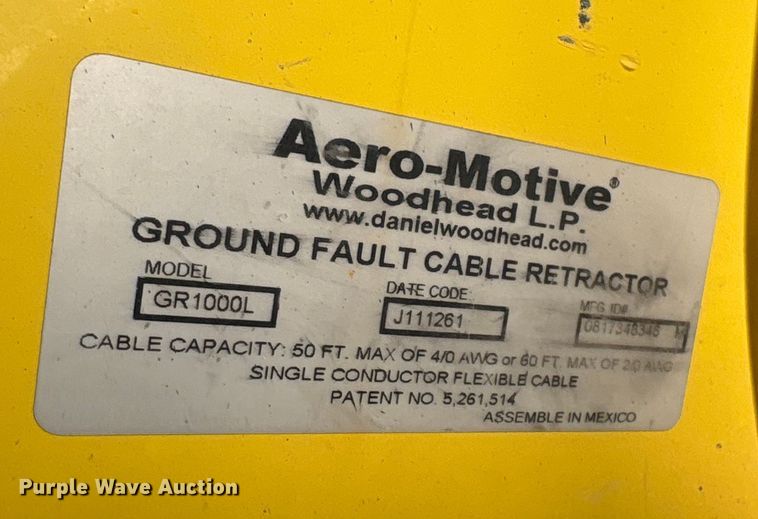 Aero-Motive®
Woodhead L.P.
www.danielwoodhead.com
GROUND FAULT CABLE RETRACTOR
MODEL
GR1000L
DATE CODE
J111261
MFG ID#
CABLE CAPACITY: 50 FT. MAX OF 4/0 AWG or 60 FT. MAX OF 2/0 AWG
SINGLE CONDUCTOR FLEXIBLE CABLE
PATENT NO. 5,261,514
ASSEMBLE IN MEXICO
Purple Wave Auction